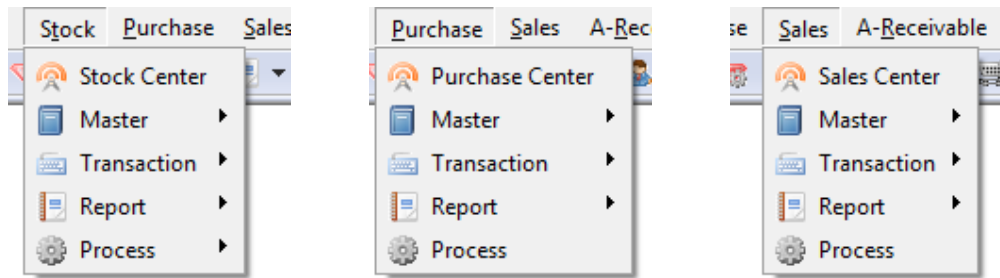 Stock Purchase Sales
Stock Center
Master
Transaction
Report
Process
Purchase Sales A-Rec
Purchase Center
Master
Transaction
Report
Process
se Sales A-Receivable
Sales Center
Master
Transaction
Report
Process